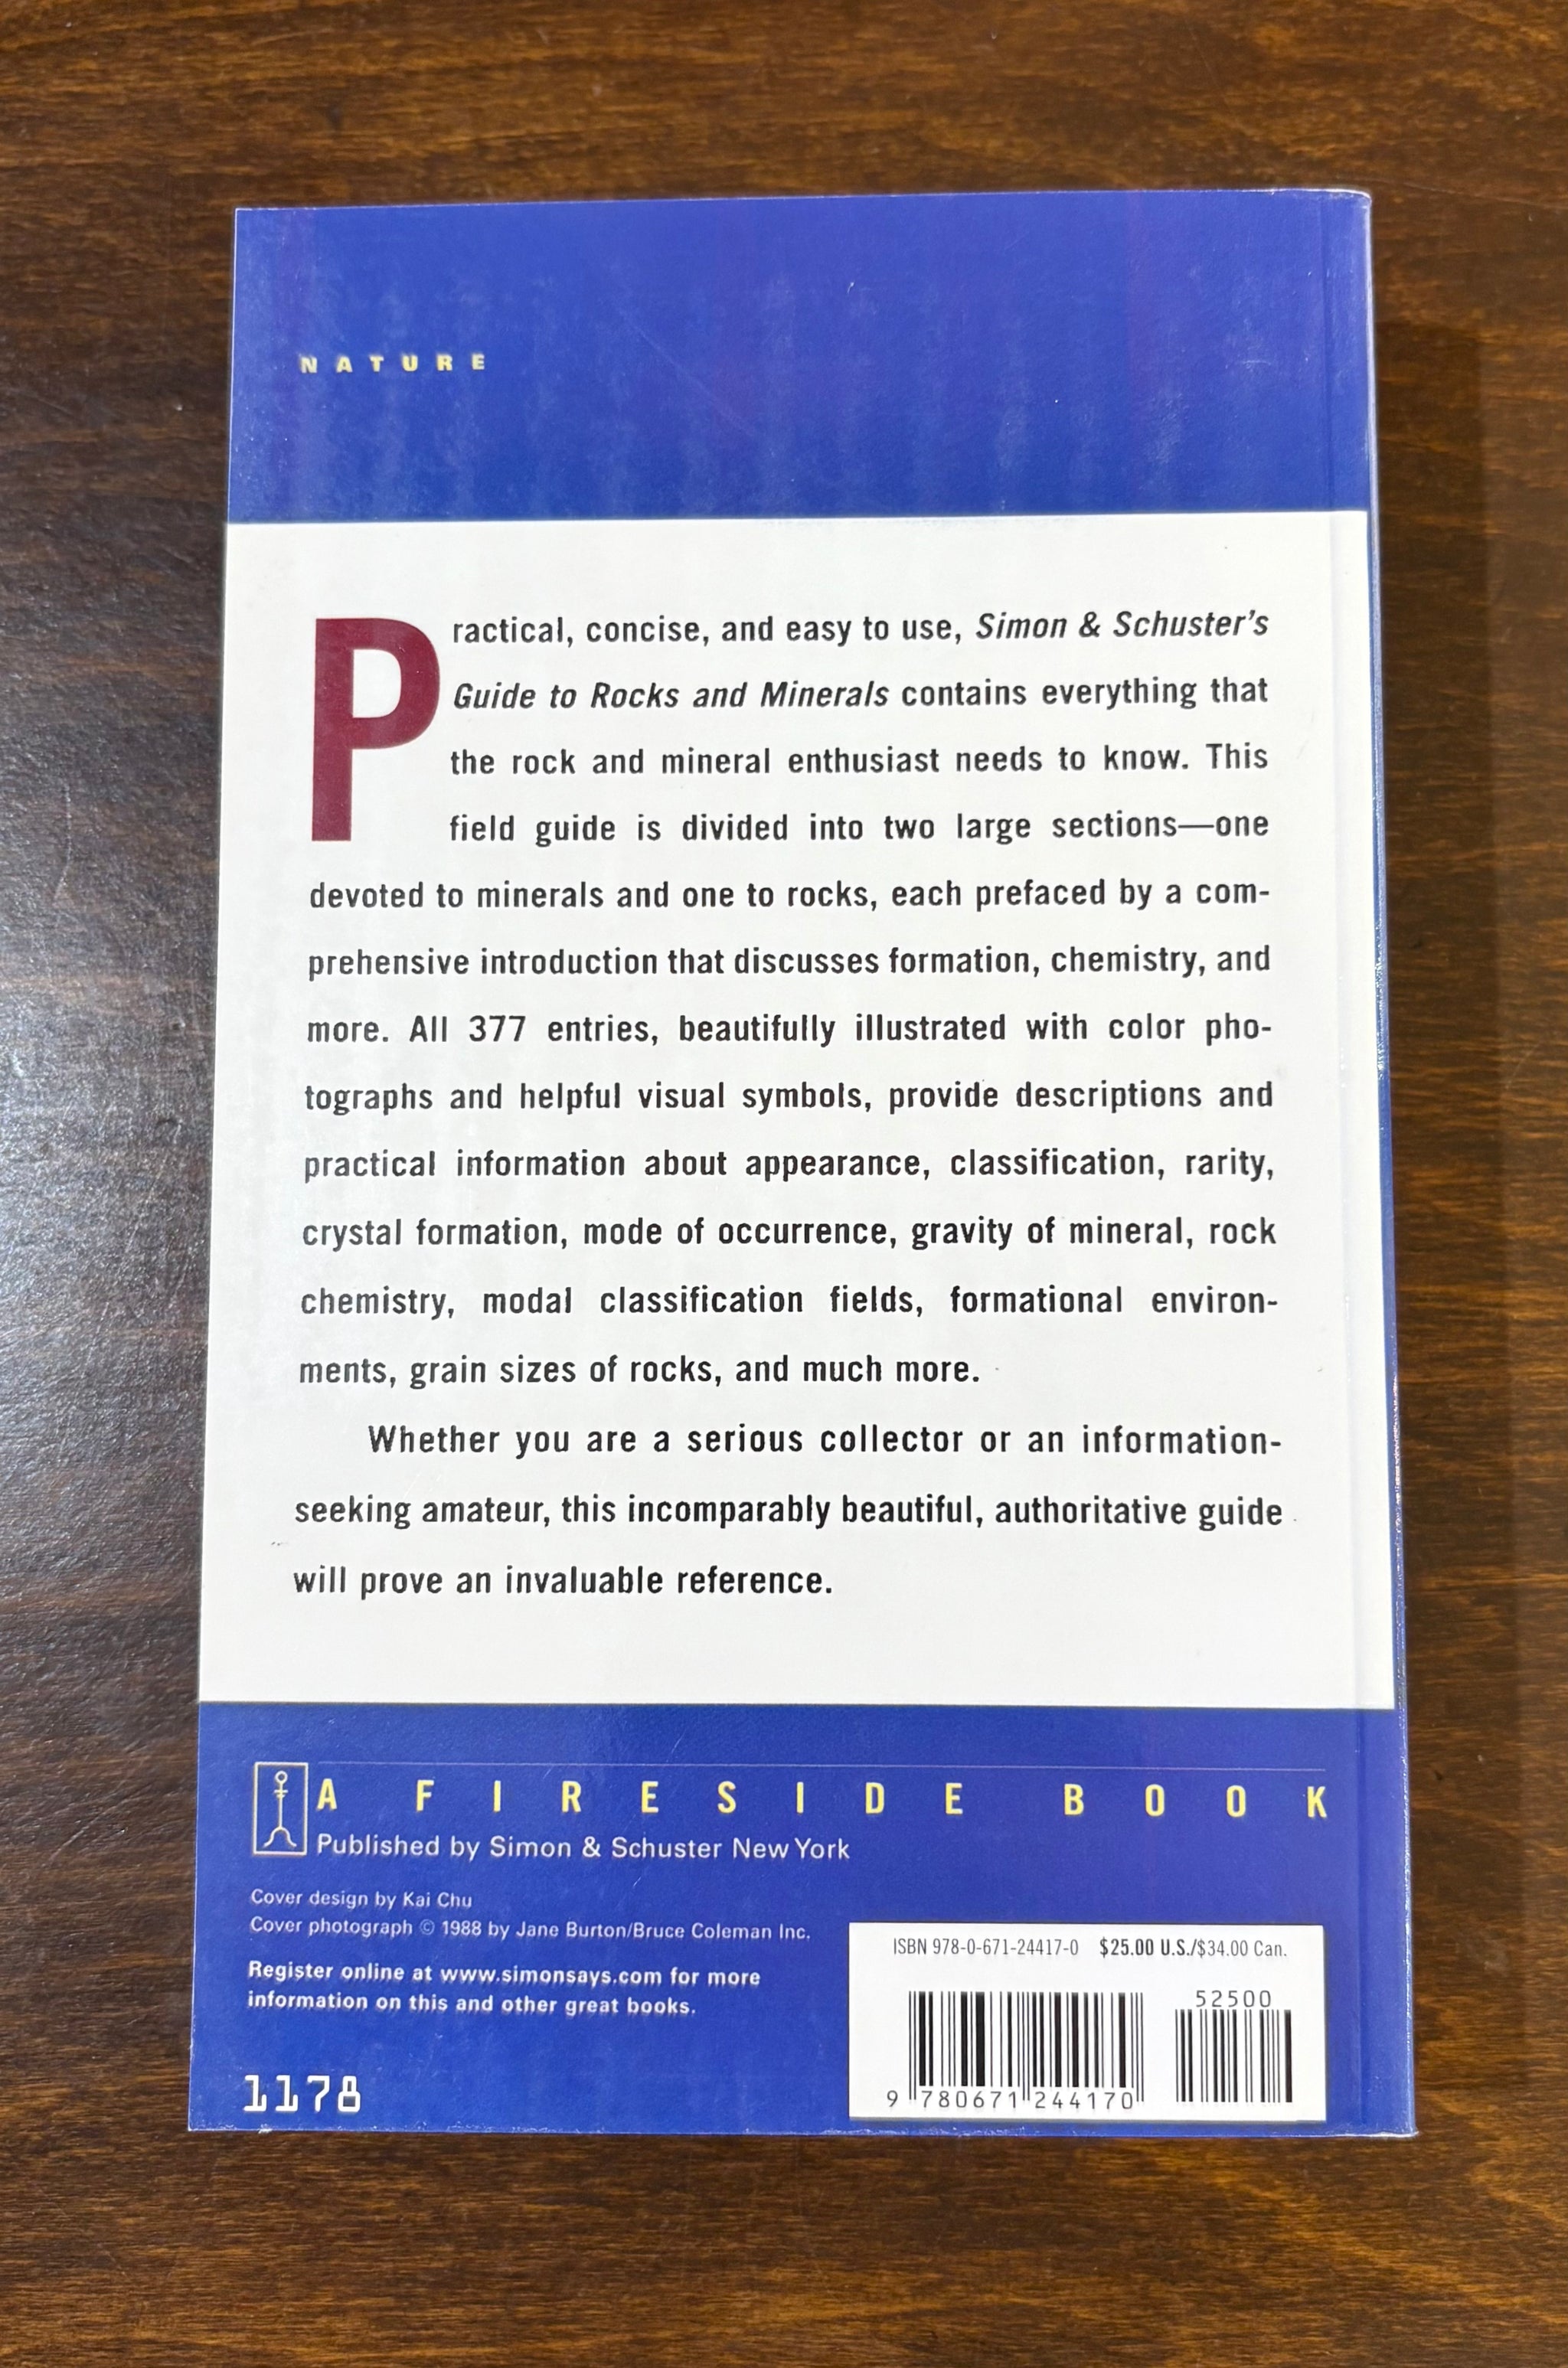 NATURE
Practical, concise, and easy to use, Simon & Schuster's
Guide to Rocks and Minerals contains everything that
the rock and mineral enthusiast needs to know. This
field guide is divided into two large sections—one
devoted to minerals and one to rocks, each prefaced by a com-
prehensive introduction that discusses formation, chemistry, and
more. All 377 entries, beautifully illustrated with color pho-
tographs and helpful visual symbols, provide descriptions and
practical information about appearance, classification, rarity,
crystal formation, mode of occurrence, gravity of mineral, rock
chemistry, modal classification fields, formational environ-
ments, grain sizes of rocks, and much more.
Whether you are a serious collector or an information-
seeking amateur, this incomparably beautiful, authoritative guide
will prove an invaluable reference.
A FIRESIDE BOOK
Published by Simon & Schuster New York
Cover design by Kai Chu
Cover photograph © 1988 by Jane Burton/Bruce Coleman Inc.
Register online at www.simonsays.com for more
information on this and other great books.
1178
ISBN 978-0-671-24417-0 $25.00 U.S./$34.00 Can.
52500
9 780671 244170